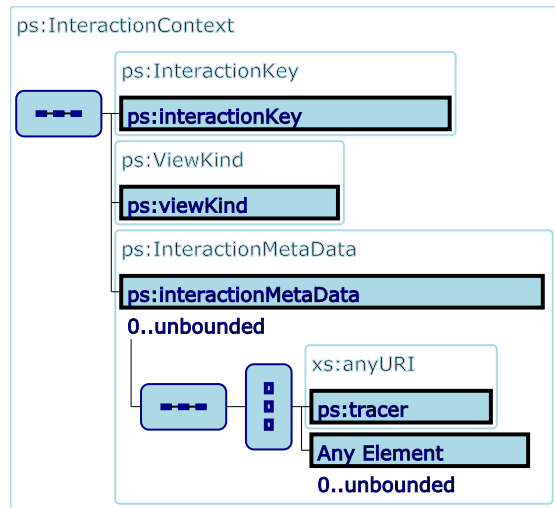 ps:InteractionContext
ps:InteractionKey
ps:interactionKey
ps:ViewKind
ps:viewKind
ps:InteractionMetaData
ps:interactionMetaData
0..unbounded
xs:anyURI
ps:tracer
Any Element
0..unbounded